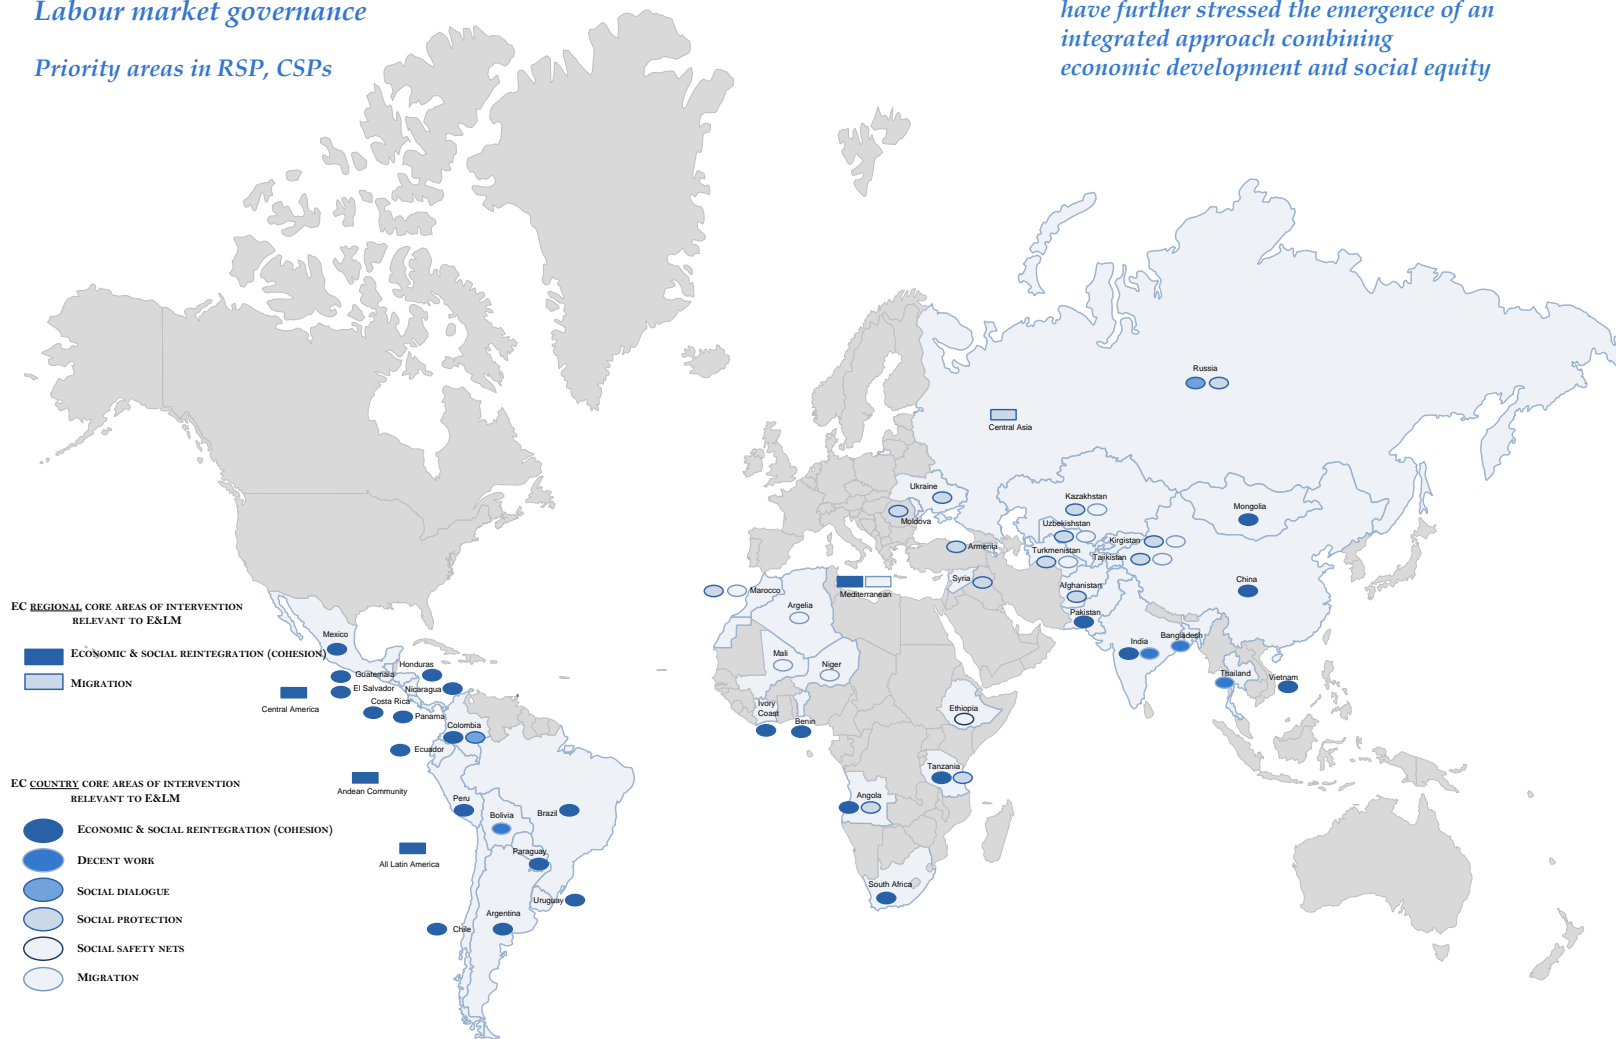 Labour market governance
Priority areas in RSP, CSPs
have further stressed the emergence of an
integrated approach combining
economic development and social equity
Russia
Central Asia
Ukraine
Moldova
Kazakhstan
Mongolia
Uzbekishstan
Kirgistan
Armenia
Turkmenistan
Tajikistan
Syria
Afghanistan
China
Marocco
Mediterranean
Argelia
Pakistan
India
Bangladesh
Mali
Niger
Thailand
Vietnam
Ivory
Coast
Benin
Ethiopia
Tanzania
Angola
South Africa
EC REGIONAL CORE AREAS OF INTERVENTION
RELEVANT TO E&LM
ECONOMIC & SOCIAL REINTEGRATION (COHESION)
MIGRATION
Mexico
Honduras
Guatemala
El Salvador
Nicaragua
Central America
Costa Rica
Panama
Colombia
Ecuador
Andean Community
Peru
Brazil
Bolivia
All Latin America
Paraguay
Uruguay
Argentina
Chile
EC COUNTRY CORE AREAS OF INTERVENTION
RELEVANT TO E&LM
ECONOMIC & SOCIAL REINTEGRATION (COHESION)
DECENT WORK
SOCIAL DIALOGUE
SOCIAL PROTECTION
SOCIAL SAFETY NETS
MIGRATION